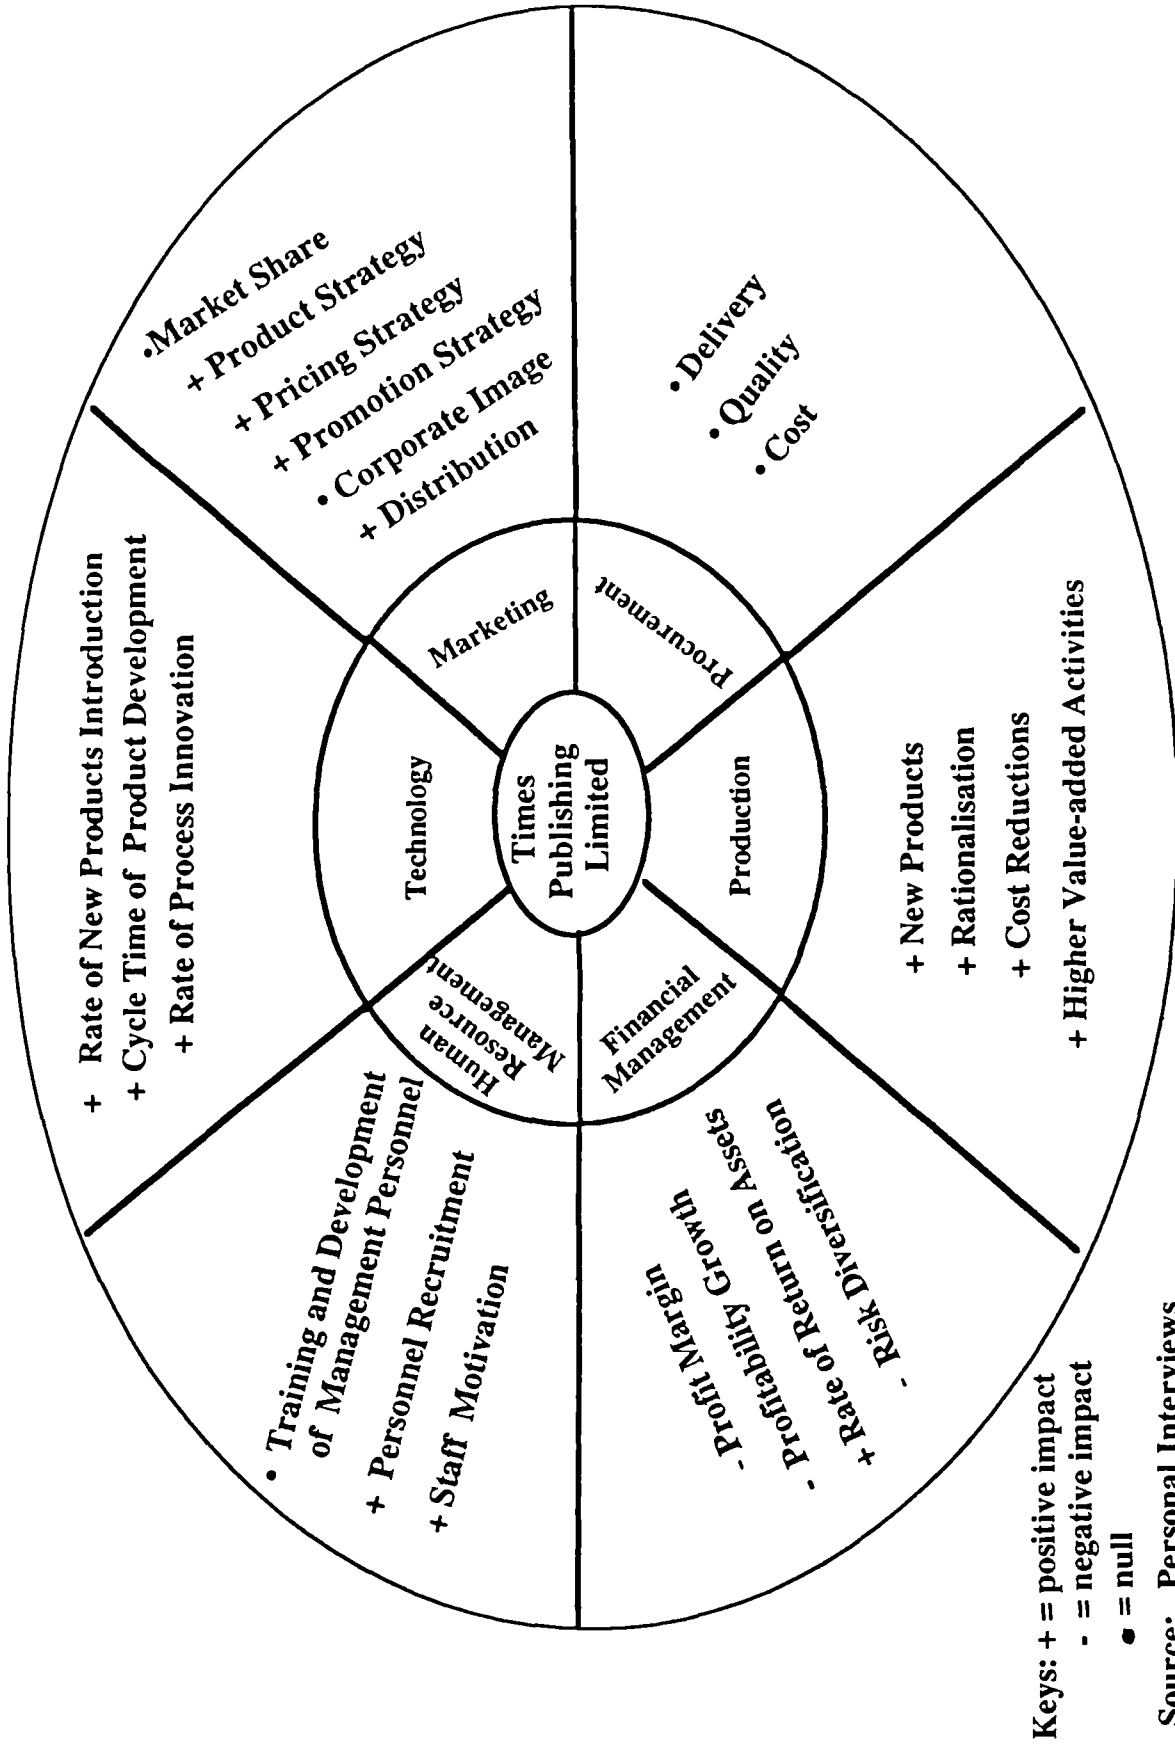 + Rate of New Products Introduction
+ Cycle Time of Product Development
+ Rate of Process Innovation
• Training and Development
of Management Personnel
+ Personnel Recruitment
+ Staff Motivation
•Market Share
+ Product Strategy
+ Pricing Strategy
+ Promotion Strategy
• Corporate Image
+ Distribution
Technology
Human
Resource
Management
Marketing
Times
Publishing
Limited
Financial
Management
Procurement
Production
- Profit Margin
- Profitability Growth
+ Rate of Return on Assets
- Risk Diversification
• Delivery
• Quality
• Cost
+ New Products
+ Rationalisation
+ Cost Reductions
+ Higher Value-added Activities
Keys: + = positive impact
- = negative impact
• = null
Source: Personal Interviews